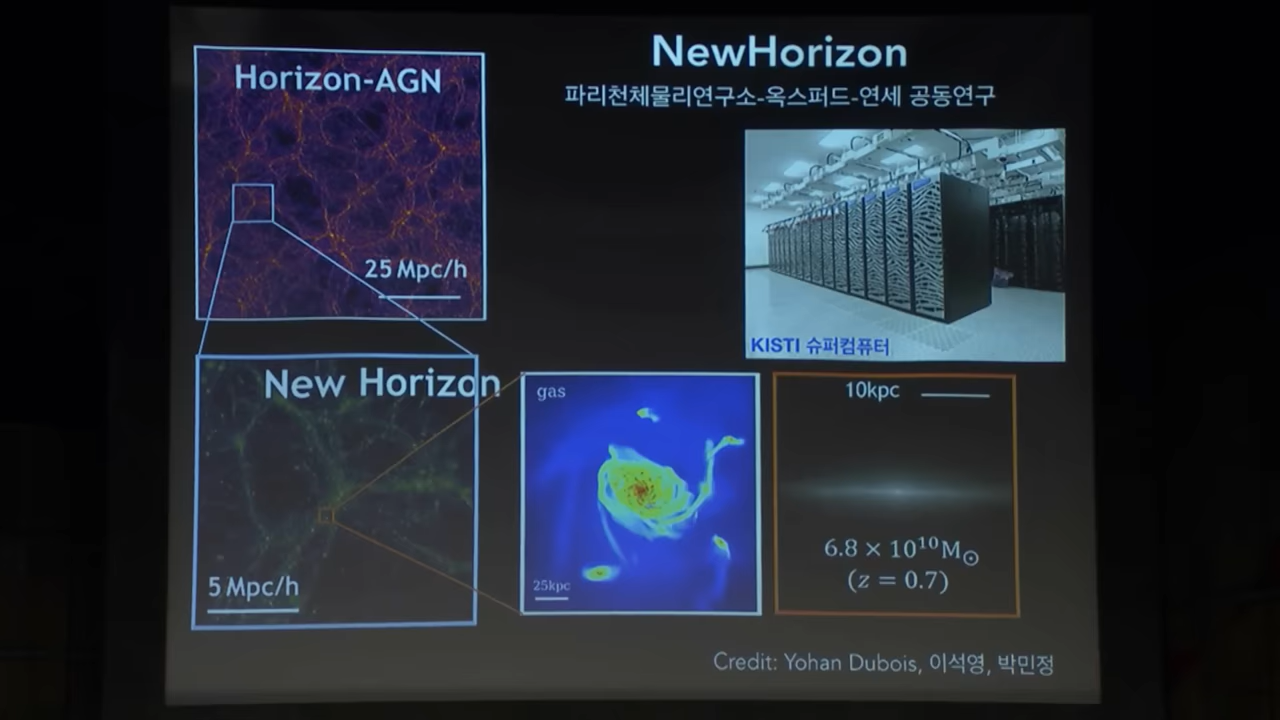 NewHorizon
파리천체물리연구소-옥스퍼드-연세 공동연구
Horizon-AGN
25 Mpc/h
KISTI 슈퍼컴퓨터
New Horizon
5 Mpc/h
gas
25kpc
10kpc
6.8 × 10¹⁰M☉
(z = 0.7)
Credit: Yohan Dubois, 이석영, 박민정